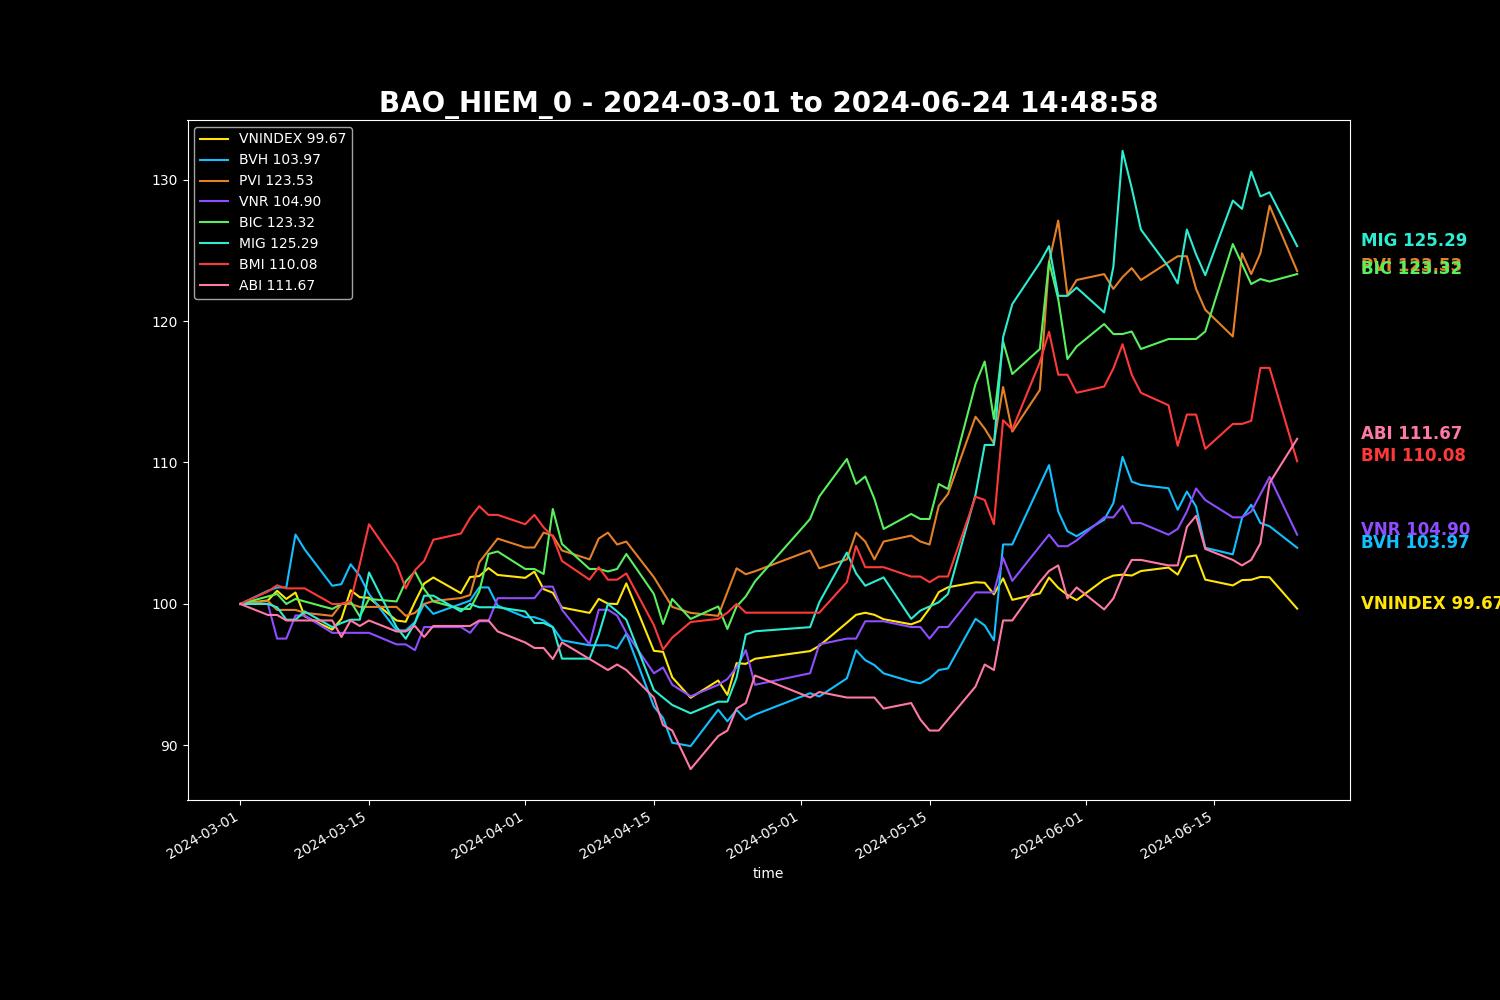 BAO_HIEM_0 - 2024-03-01 to 2024-06-24 14:48:58
VNINDEX 99.67
BVH 103.97
PVI 123.53
VNR 104.90
BIC 123.32
MIG 125.29
BMI 110.08
ABI 111.67
130
120
110
100
90
MIG 125.29
PVI 123.53
BIC 123.32
ABI 111.67
BMI 110.08
VNR 104.90
BVH 103.97
VNINDEX 99.67
2024-03-01
2024-03-15
2024-04-01
2024-04-15
2024-05-01
2024-05-15
2024-06-01
2024-06-15
time